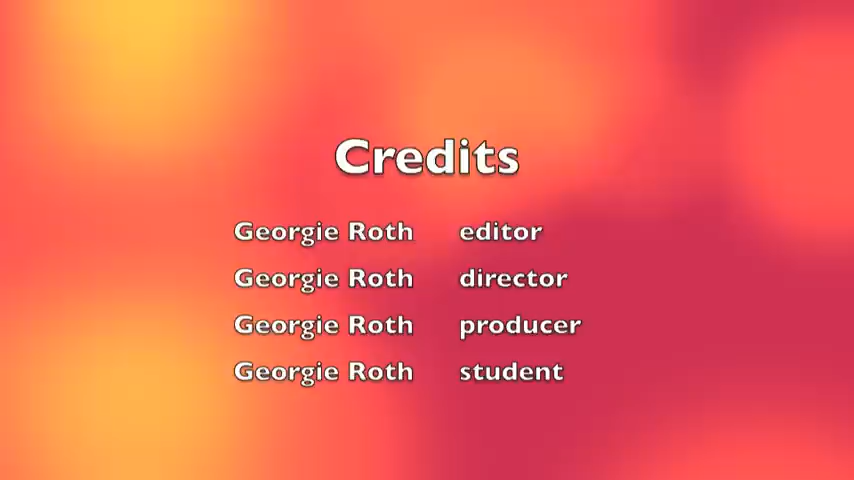 Credits
Georgie Roth editor
Georgie Roth director
Georgie Roth producer
Georgie Roth student